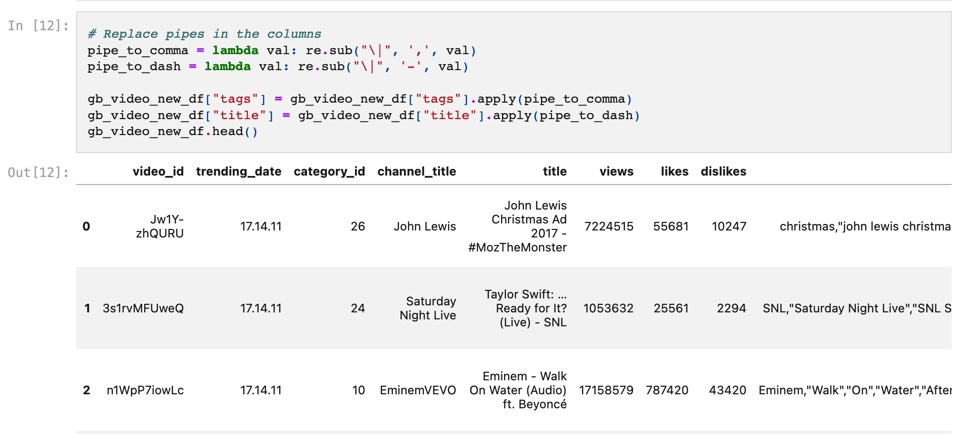 In [12]:
# Replace pipes in the columns
pipe_to_comma = lambda val: re.sub("\|", ',', val)
pipe_to_dash = lambda val: re.sub("\|", '-', val)
gb_video_new_df["tags"] = gb_video_new_df["tags"].apply(pipe_to_comma)
gb_video_new_df["title"] = gb_video_new_df["title"].apply(pipe_to_dash)
gb_video_new_df.head()
Out[12]:
video_id trending_date category_id channel_title title views likes dislikes
0 Jw1Y-zhQURU 17.14.11 26 John Lewis John Lewis Christmas Ad 2017 - #MozTheMonster 7224515 55681 10247 christmas,"john lewis christma
1 3s1rvMFUweQ 17.14.11 24 Saturday Night Live Taylor Swift: … Ready for It? (Live) - SNL 1053632 25561 2294 SNL,"Saturday Night Live","SNL S
2 n1WpP7iowLc 17.14.11 10 EminemVEVO Eminem - Walk On Water (Audio) ft. Beyoncé 17158579 787420 43420 Eminem,"Walk","On","Water","After